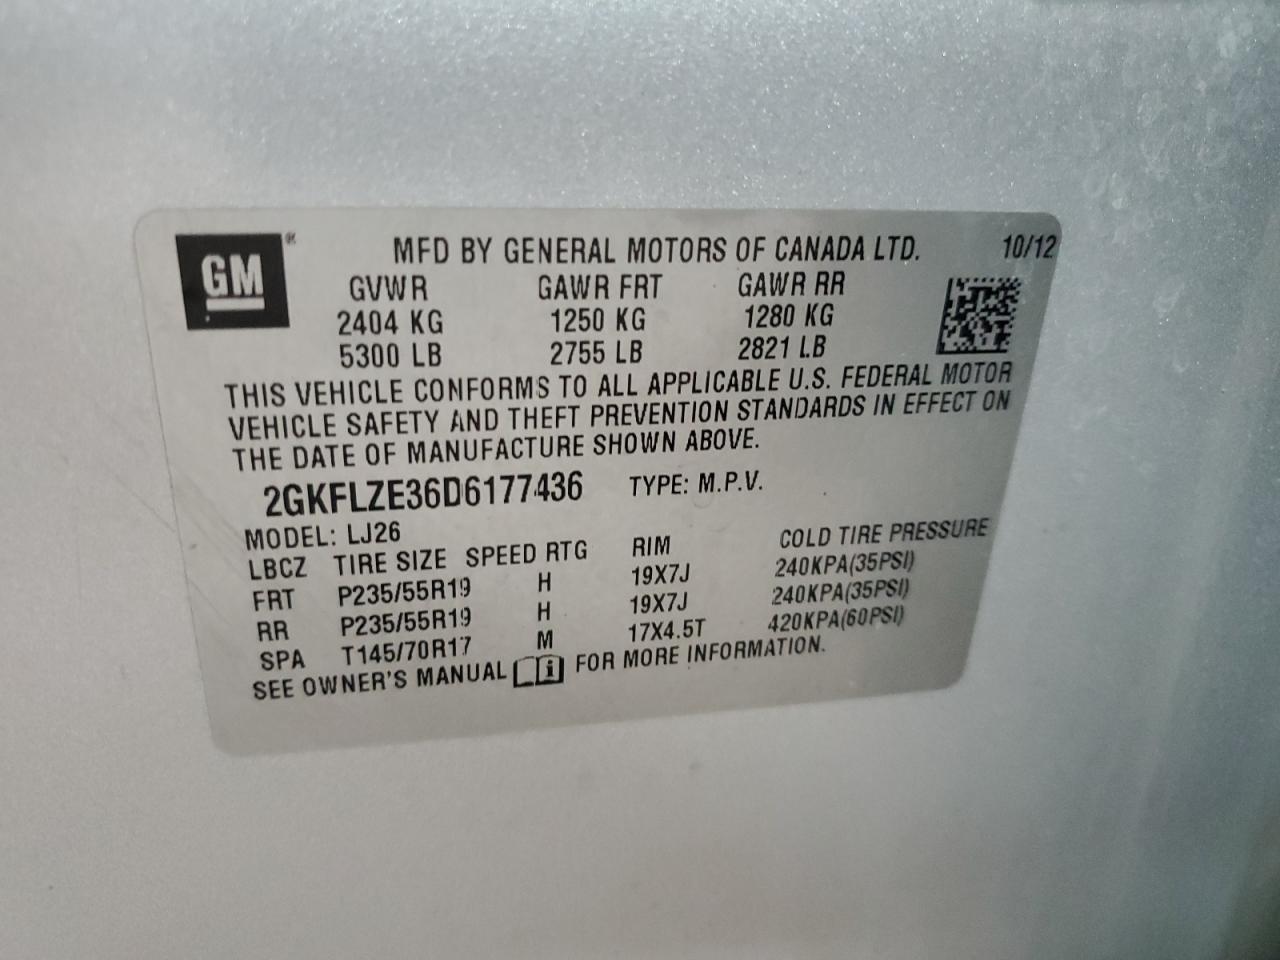 GM ® MFD BY GENERAL MOTORS OF CANADA LTD. 10/12
GVWR GAWR FRT GAWR RR
2404 KG 1250 KG 1280 KG
5300 LB 2755 LB 2821 LB
THIS VEHICLE CONFORMS TO ALL APPLICABLE U.S. FEDERAL MOTOR
VEHICLE SAFETY AND THEFT PREVENTION STANDARDS IN EFFECT ON
THE DATE OF MANUFACTURE SHOWN ABOVE.
2GKFLZE36D6177436 TYPE: M.P.V.
MODEL: LJ26
LBCZ TIRE SIZE SPEED RTG RIM COLD TIRE PRESSURE
FRT P235/55R19 H 19X7J 240KPA(35PSI)
RR P235/55R19 H 19X7J 240KPA(35PSI)
SPA T145/70R17 M 17X4.5T 420KPA(60PSI)
SEE OWNER'S MANUAL i FOR MORE INFORMATION.